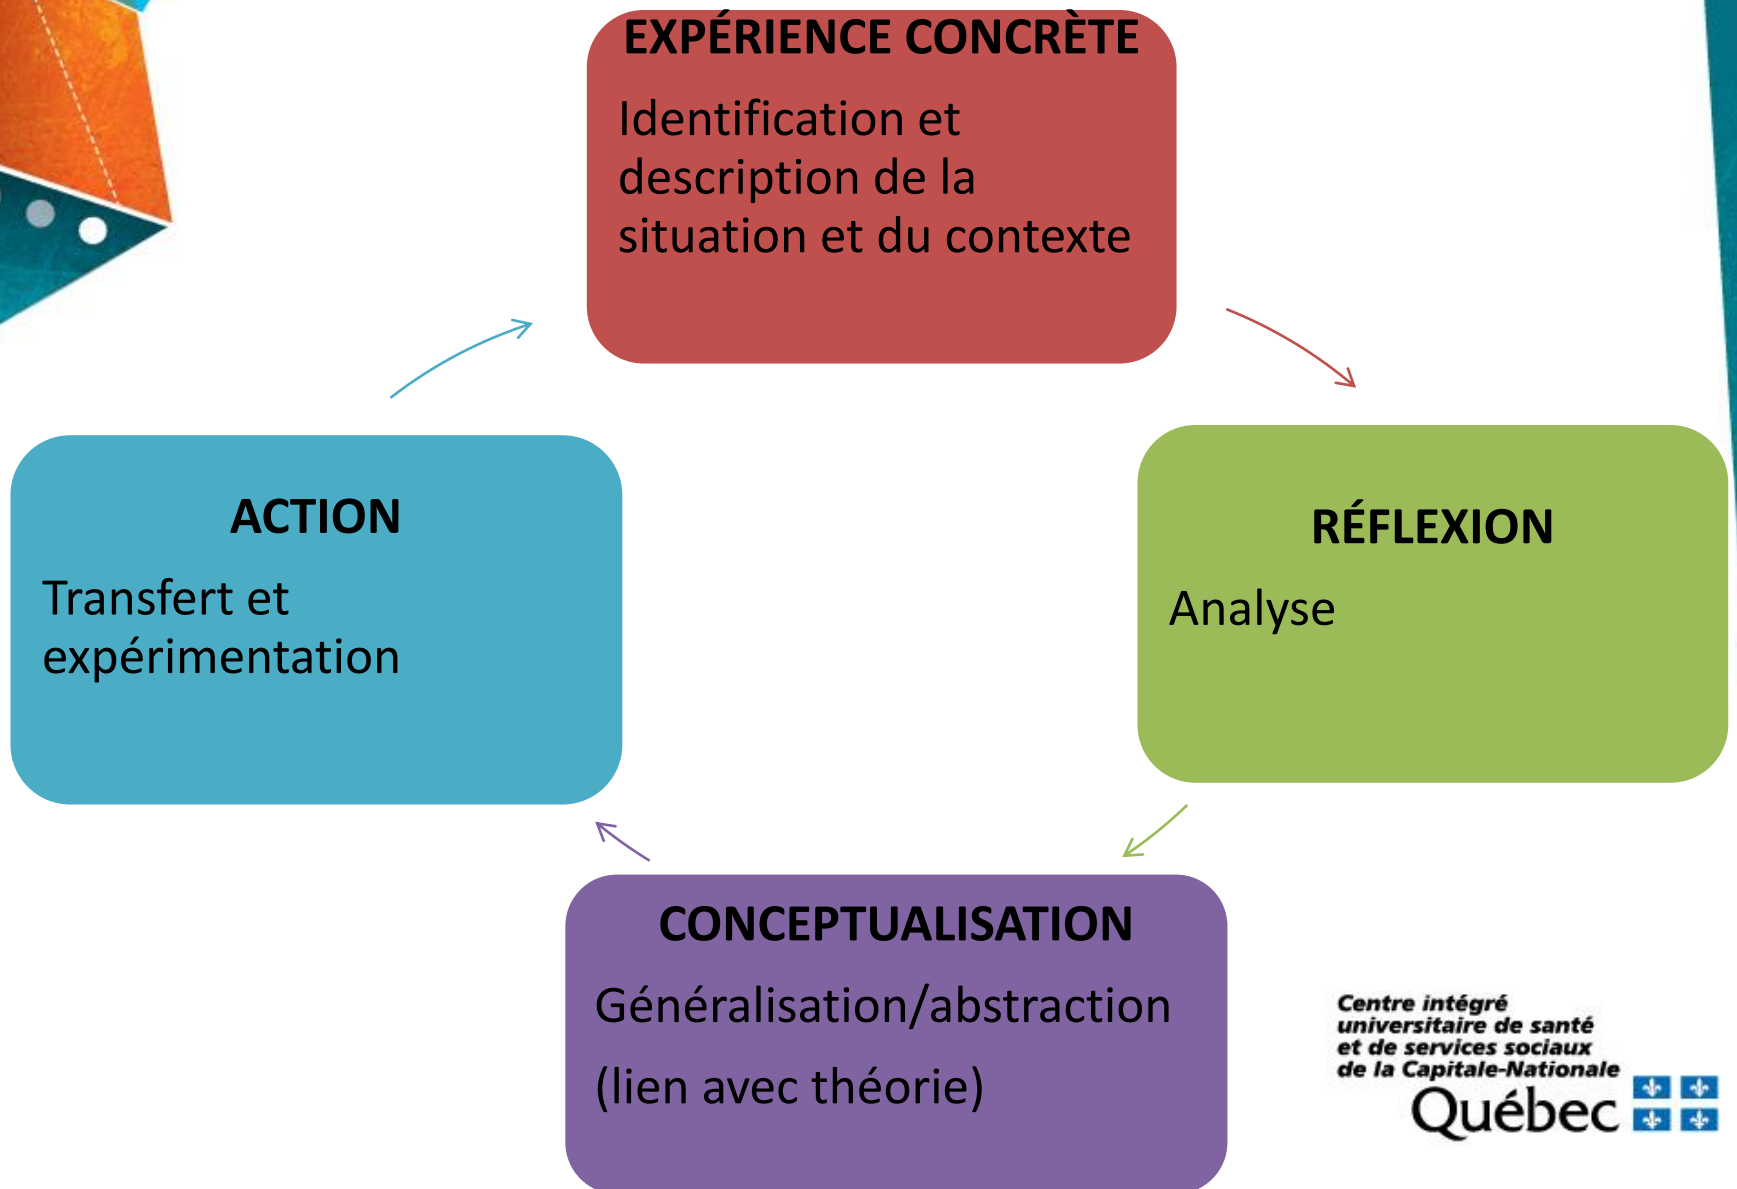 EXPÉRIENCE CONCRÈTE
Identification et
description de la
situation et du contexte
ACTION
Transfert et
expérimentation
RÉFLEXION
Analyse
CONCEPTUALISATION
Généralisation/abstraction
(lien avec théorie)
Centre intégré
universitaire de santé
et de services sociaux
de la Capitale-Nationale
Québec